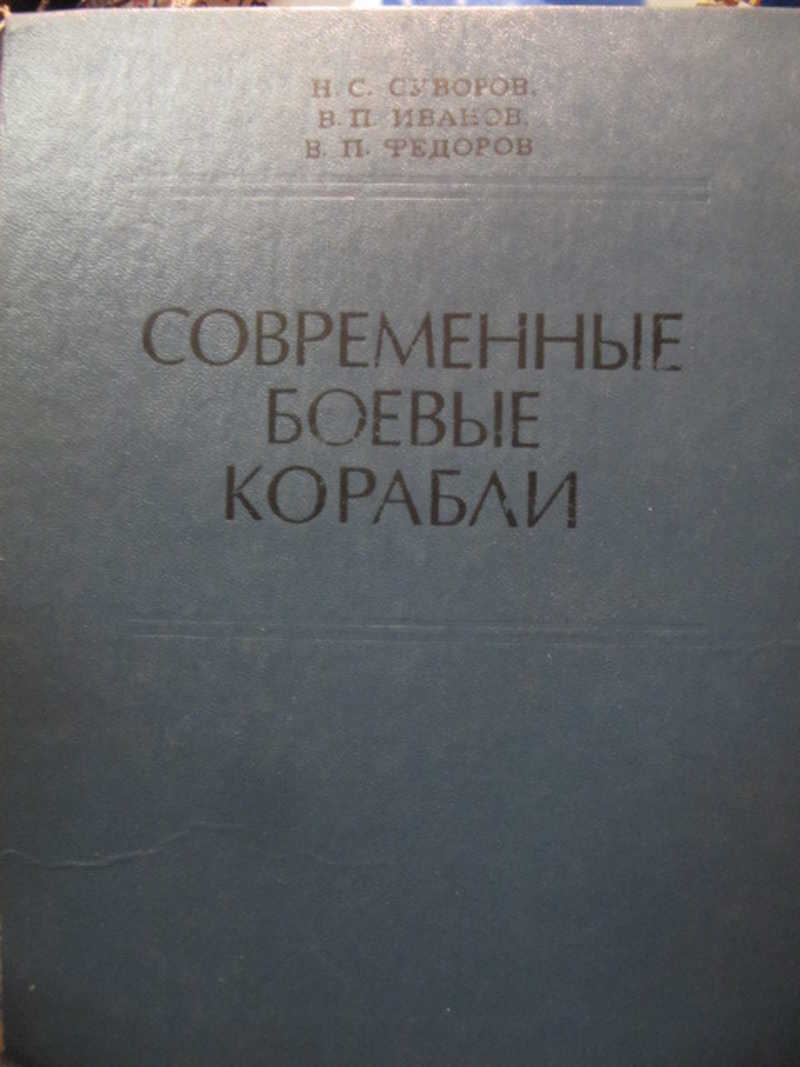 Н. С. СУВОРОВ,
В. П. ИВАНОВ,
В. П. ФЕДОРОВ
СОВРЕМЕННЫЕ
БОЕВЫЕ
КОРАБЛИ